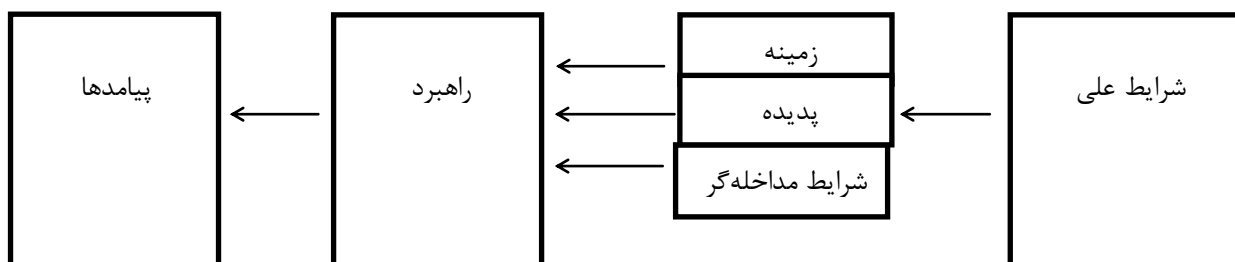 شرایط علی
زمینه
پدیده
شرایط مداخله‌گر
راهبرد
پیامدها